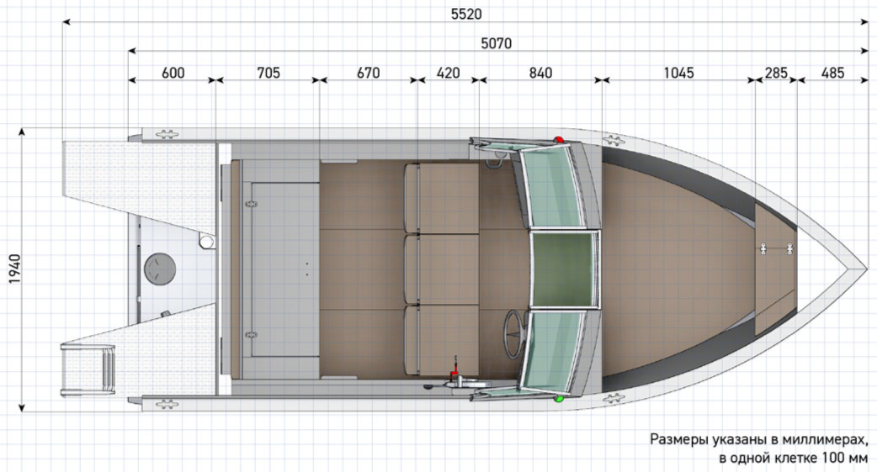 5520
5070
600 705 670 420 840 1045 285 485
1940
Размеры указаны в миллимерах,
в одной клетке 100 мм